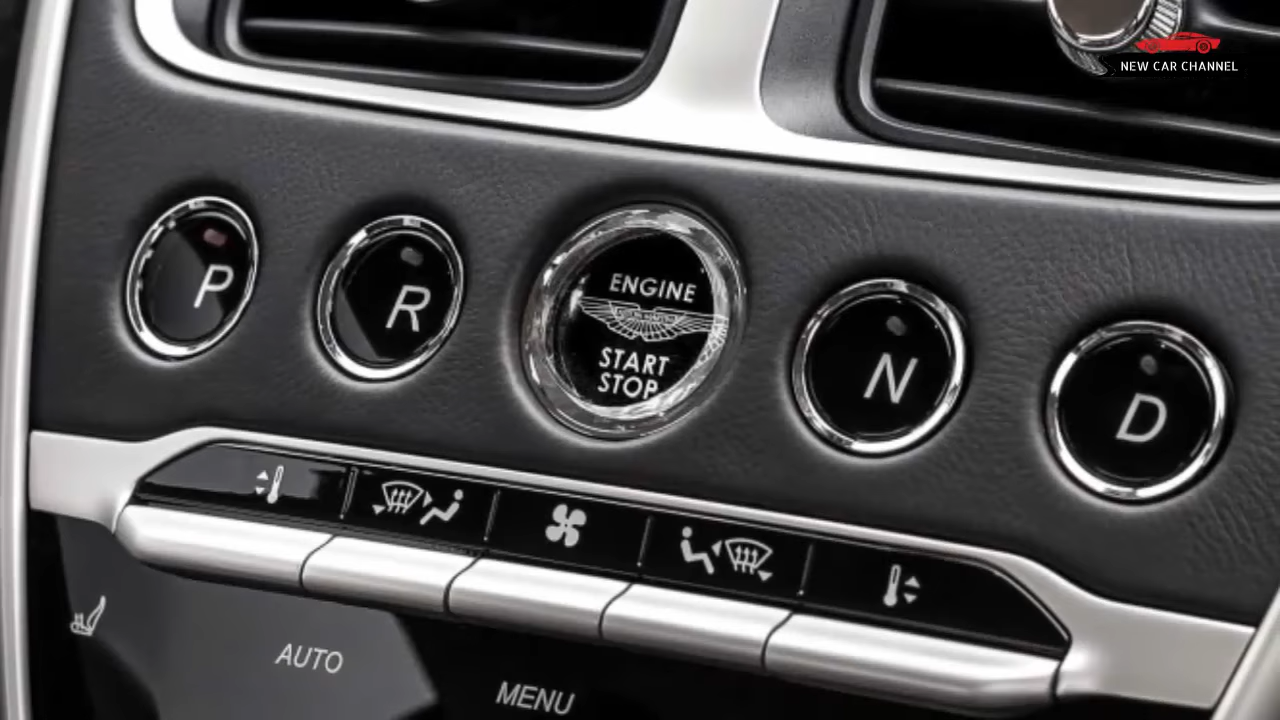 NEW CAR CHANNEL
P
R
ENGINE
START
STOP
N
D
AUTO
MENU